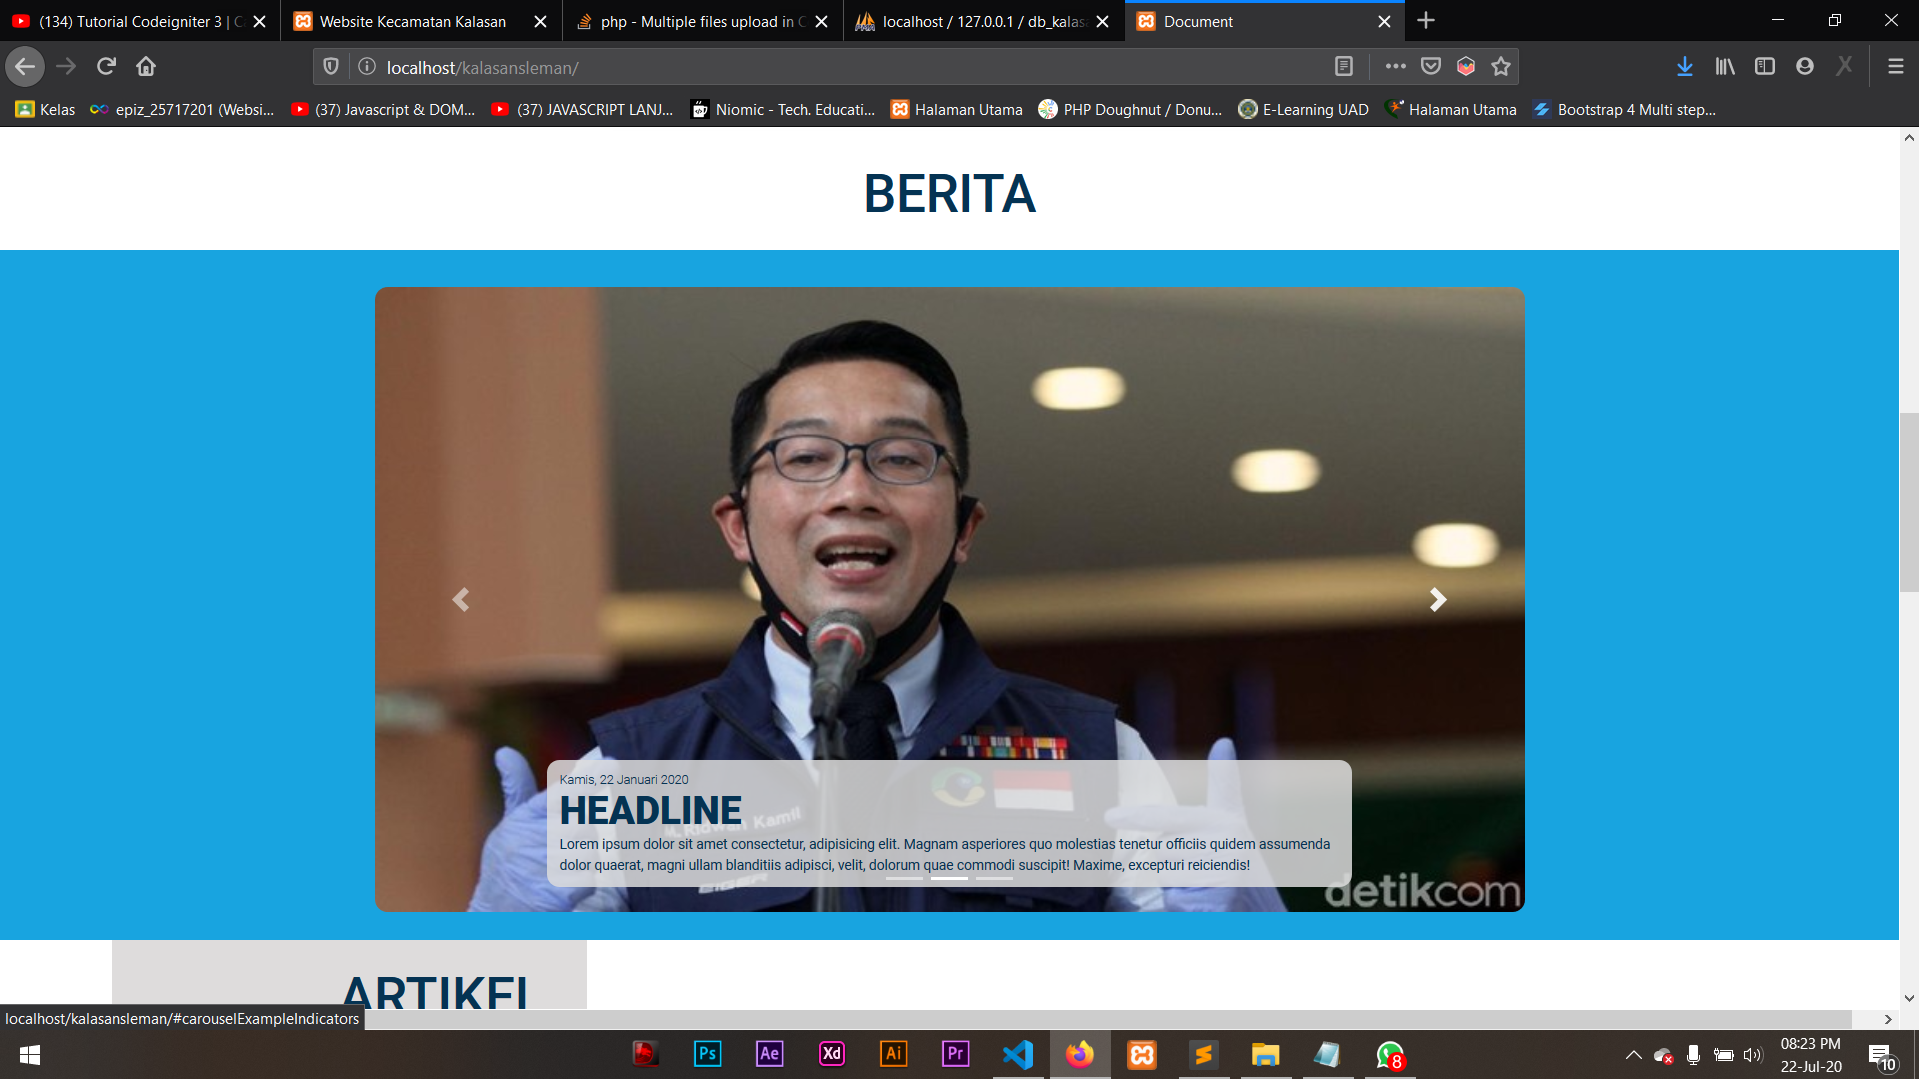 (134) Tutorial Codeigniter 3 | C
Website Kecamatan Kalasan
php - Multiple files upload in C
localhost / 127.0.0.1 / db_kalas
Document
localhost/kalasansleman/
Kelas
epiz_25717201 (Websi...
(37) Javascript & DOM...
(37) JAVASCRIPT LANJ...
Niomic - Tech. Educati...
Halaman Utama
PHP Doughnut / Donu...
E-Learning UAD
Halaman Utama
Bootstrap 4 Multi step...
BERITA
Kamis, 22 Januari 2020
HEADLINE
M. Ridwan Kamil
Lorem ipsum dolor sit amet consectetur, adipisicing elit. Magnam asperiores quo molestias tenetur officiis quidem assumenda
dolor quaerat, magni ullam blanditiis adipisci, velit, dolorum quae commodi suscipit! Maxime, excepturi reiciendis!
EIGER
detikcom
ARTIKEL
localhost/kalasansleman/#carouselExampleIndicators
Ps
Ae
Xd
Ai
Pr
8
08:23 PM
22-Jul-20
10